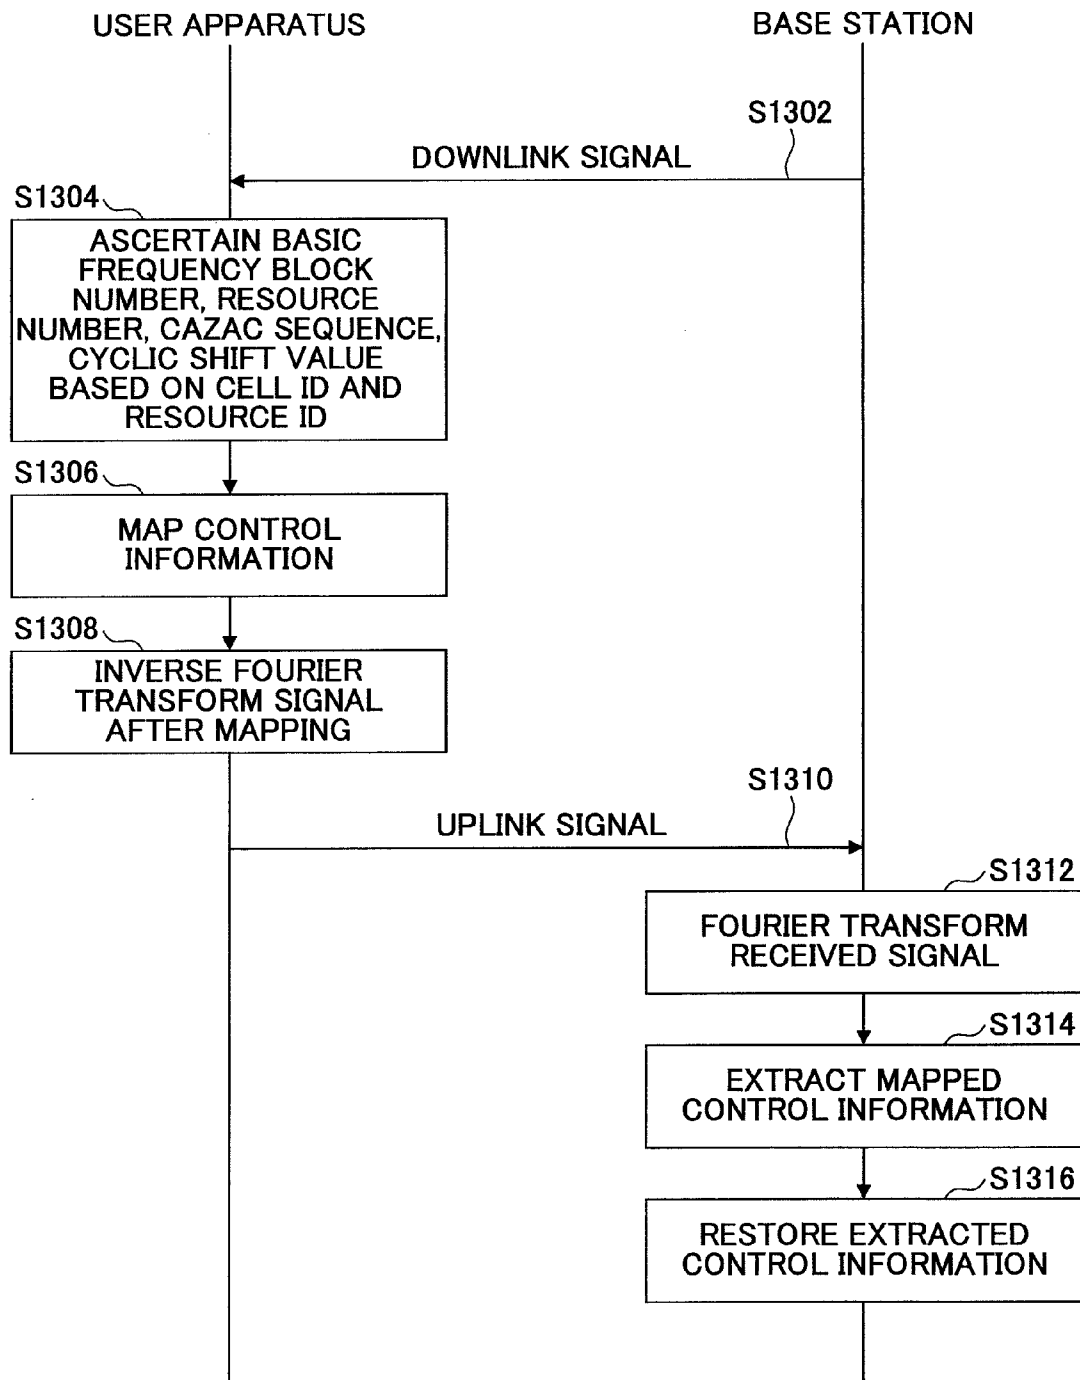 USER APPARATUS
BASE STATION
S1302
DOWNLINK SIGNAL
S1304
ASCERTAIN BASIC
FREQUENCY BLOCK
NUMBER, RESOURCE
NUMBER, CAZAC SEQUENCE,
CYCLIC SHIFT VALUE
BASED ON CELL ID AND
RESOURCE ID
S1306
MAP CONTROL
INFORMATION
S1308
INVERSE FOURIER
TRANSFORM SIGNAL
AFTER MAPPING
S1310
UPLINK SIGNAL
S1312
FOURIER TRANSFORM
RECEIVED SIGNAL
S1314
EXTRACT MAPPED
CONTROL INFORMATION
S1316
RESTORE EXTRACTED
CONTROL INFORMATION